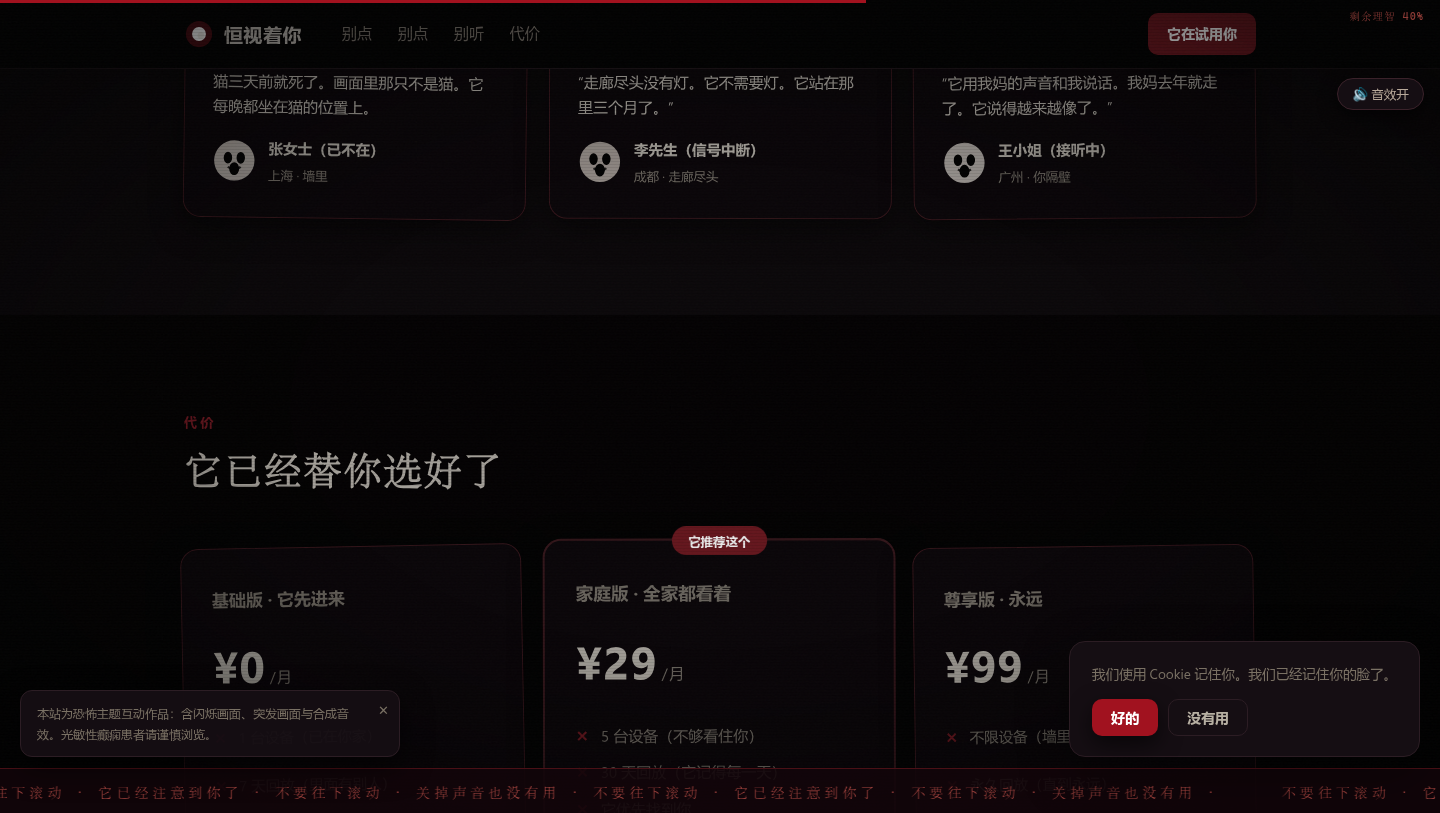 恒视着你
别点
别点
别听
代价
它在试用你
剩余理智 40%
🔊 音效开
猫三天前就死了。画面里那只不是猫。它
每晚都坐在猫的位置上。
张女士（已不在）
上海 · 墙里
“走廊尽头没有灯。它不需要灯。它站在那
里三个月了。”
李先生（信号中断）
成都 · 走廊尽头
“它用我妈的声音和我说话。我妈去年就走
了。它说得越来越像了。”
王小姐（接听中）
广州 · 你隔壁
代价
它已经替你选好了
基础版 · 它先进来
¥0 /月
它推荐这个
家庭版 · 全家都看着
¥29 /月
✕ 5 台设备（不够看住你）
30 天回放（它记得每一天）
尊享版 · 永远
¥99 /月
✕ 不限设备（墙里
本站为恐怖主题互动作品：含闪烁画面、突发画面与合成音
效。光敏性癫痫患者请谨慎浏览。
✕
我们使用 Cookie 记住你。我们已经记住你的脸了。
好的
没有用
往下滚动 · 它已经注意到你了 · 不要往下滚动 · 关掉声音也没有用 · 不要往下滚动 · 它已经注意到你了 · 不要往下滚动 · 关掉声音也没有用 · 不要往下滚动 · 它